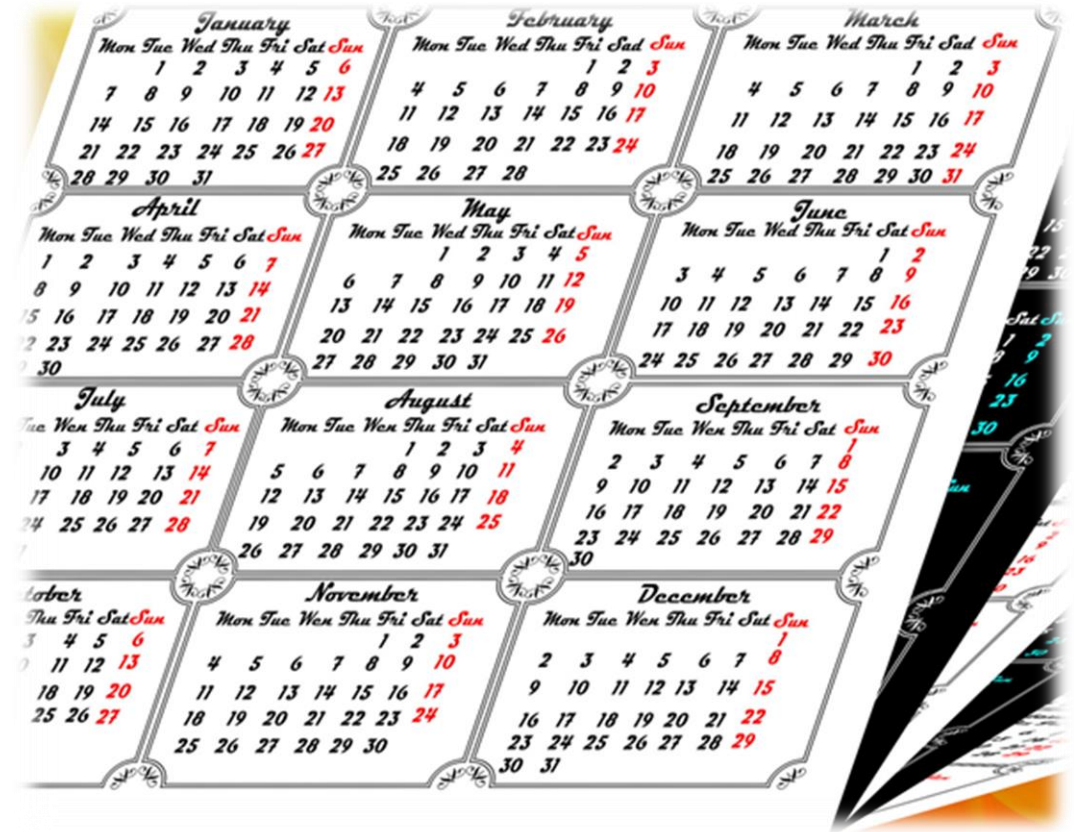 January
Mon Tue Wed Thu Fri Sat Sun
1 2 3 4 5 6
7 8 9 10 11 12 13
14 15 16 17 18 19 20
21 22 23 24 25 26 27
28 29 30 31
February
Mon Tue Wed Thu Fri Sad Sun
1 2 3
4 5 6 7 8 9 10
11 12 13 14 15 16 17
18 19 20 21 22 23 24
25 26 27 28
March
Mon Tue Wed Thu Fri Sad Sun
1 2 3
4 5 6 7 8 9 10
11 12 13 14 15 16 17
18 19 20 21 22 23 24
25 26 27 28 29 30 31
April
Mon Tue Wed Thu Fri Sat Sun
1 2 3 4 5 6 7
8 9 10 11 12 13 14
15 16 17 18 19 20 21
22 23 24 25 26 27 28
30
May
Mon Tue Wed Thu Fri Sat Sun
1 2 3 4 5
6 7 8 9 10 11 12
13 14 15 16 17 18 19
20 21 22 23 24 25 26
27 28 29 30 31
June
Mon Tue Wed Thu Fri Sat Sun
1 2
3 4 5 6 7 8 9
10 11 12 13 14 15 16
17 18 19 20 21 22 23
24 25 26 27 28 29 30
July
Tue Wen Thu Fri Sat Sun
3 4 5 6 7
10 11 12 13 14
17 18 19 20 21
24 25 26 27 28
August
Mon Tue Wen Thu Fri Sat Sun
1 2 3 4
5 6 7 8 9 10 11
12 13 14 15 16 17 18
19 20 21 22 23 24 25
26 27 28 29 30 31
September
Mon Tue Wen Thu Fri Sat Sun
1
2 3 4 5 6 7 8
9 10 11 12 13 14 15
16 17 18 19 20 21 22
23 24 25 26 27 28 29
30
tober
Thu Fri Sat Sun
3 4 5 6
11 12 13
18 19 20
25 26 27
November
Mon Tue Wen Thu Fri Sat Sun
1 2 3
4 5 6 7 8 9 10
11 12 13 14 15 16 17
18 19 20 21 22 23 24
25 26 27 28 29 30
December
Mon Tue Wen Thu Fri Sat Sun
1
2 3 4 5 6 7 8
9 10 11 12 13 14 15
16 17 18 19 20 21 22
23 24 25 26 27 28 29
30 31
15
22
29 30
Sat
1 2
8 9
16
23
30